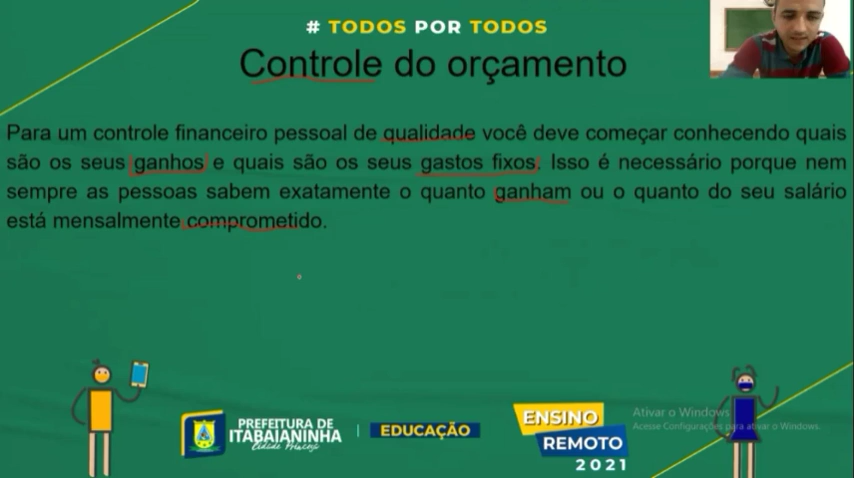 # TODOS POR TODOS
Controle do orçamento
Para um controle financeiro pessoal de qualidade você deve começar conhecendo quais
são os seus ganhos e quais são os seus gastos fixos. Isso é necessário porque nem
sempre as pessoas sabem exatamente o quanto ganham ou o quanto do seu salário
está mensalmente comprometido.
PREFEITURA DE
ITABAIANINHA
Cidade Princesa
EDUCAÇÃO
ENSINO
REMOTO
2021
Ativar o Windows
Acesse Configurações para ativar o Windows.